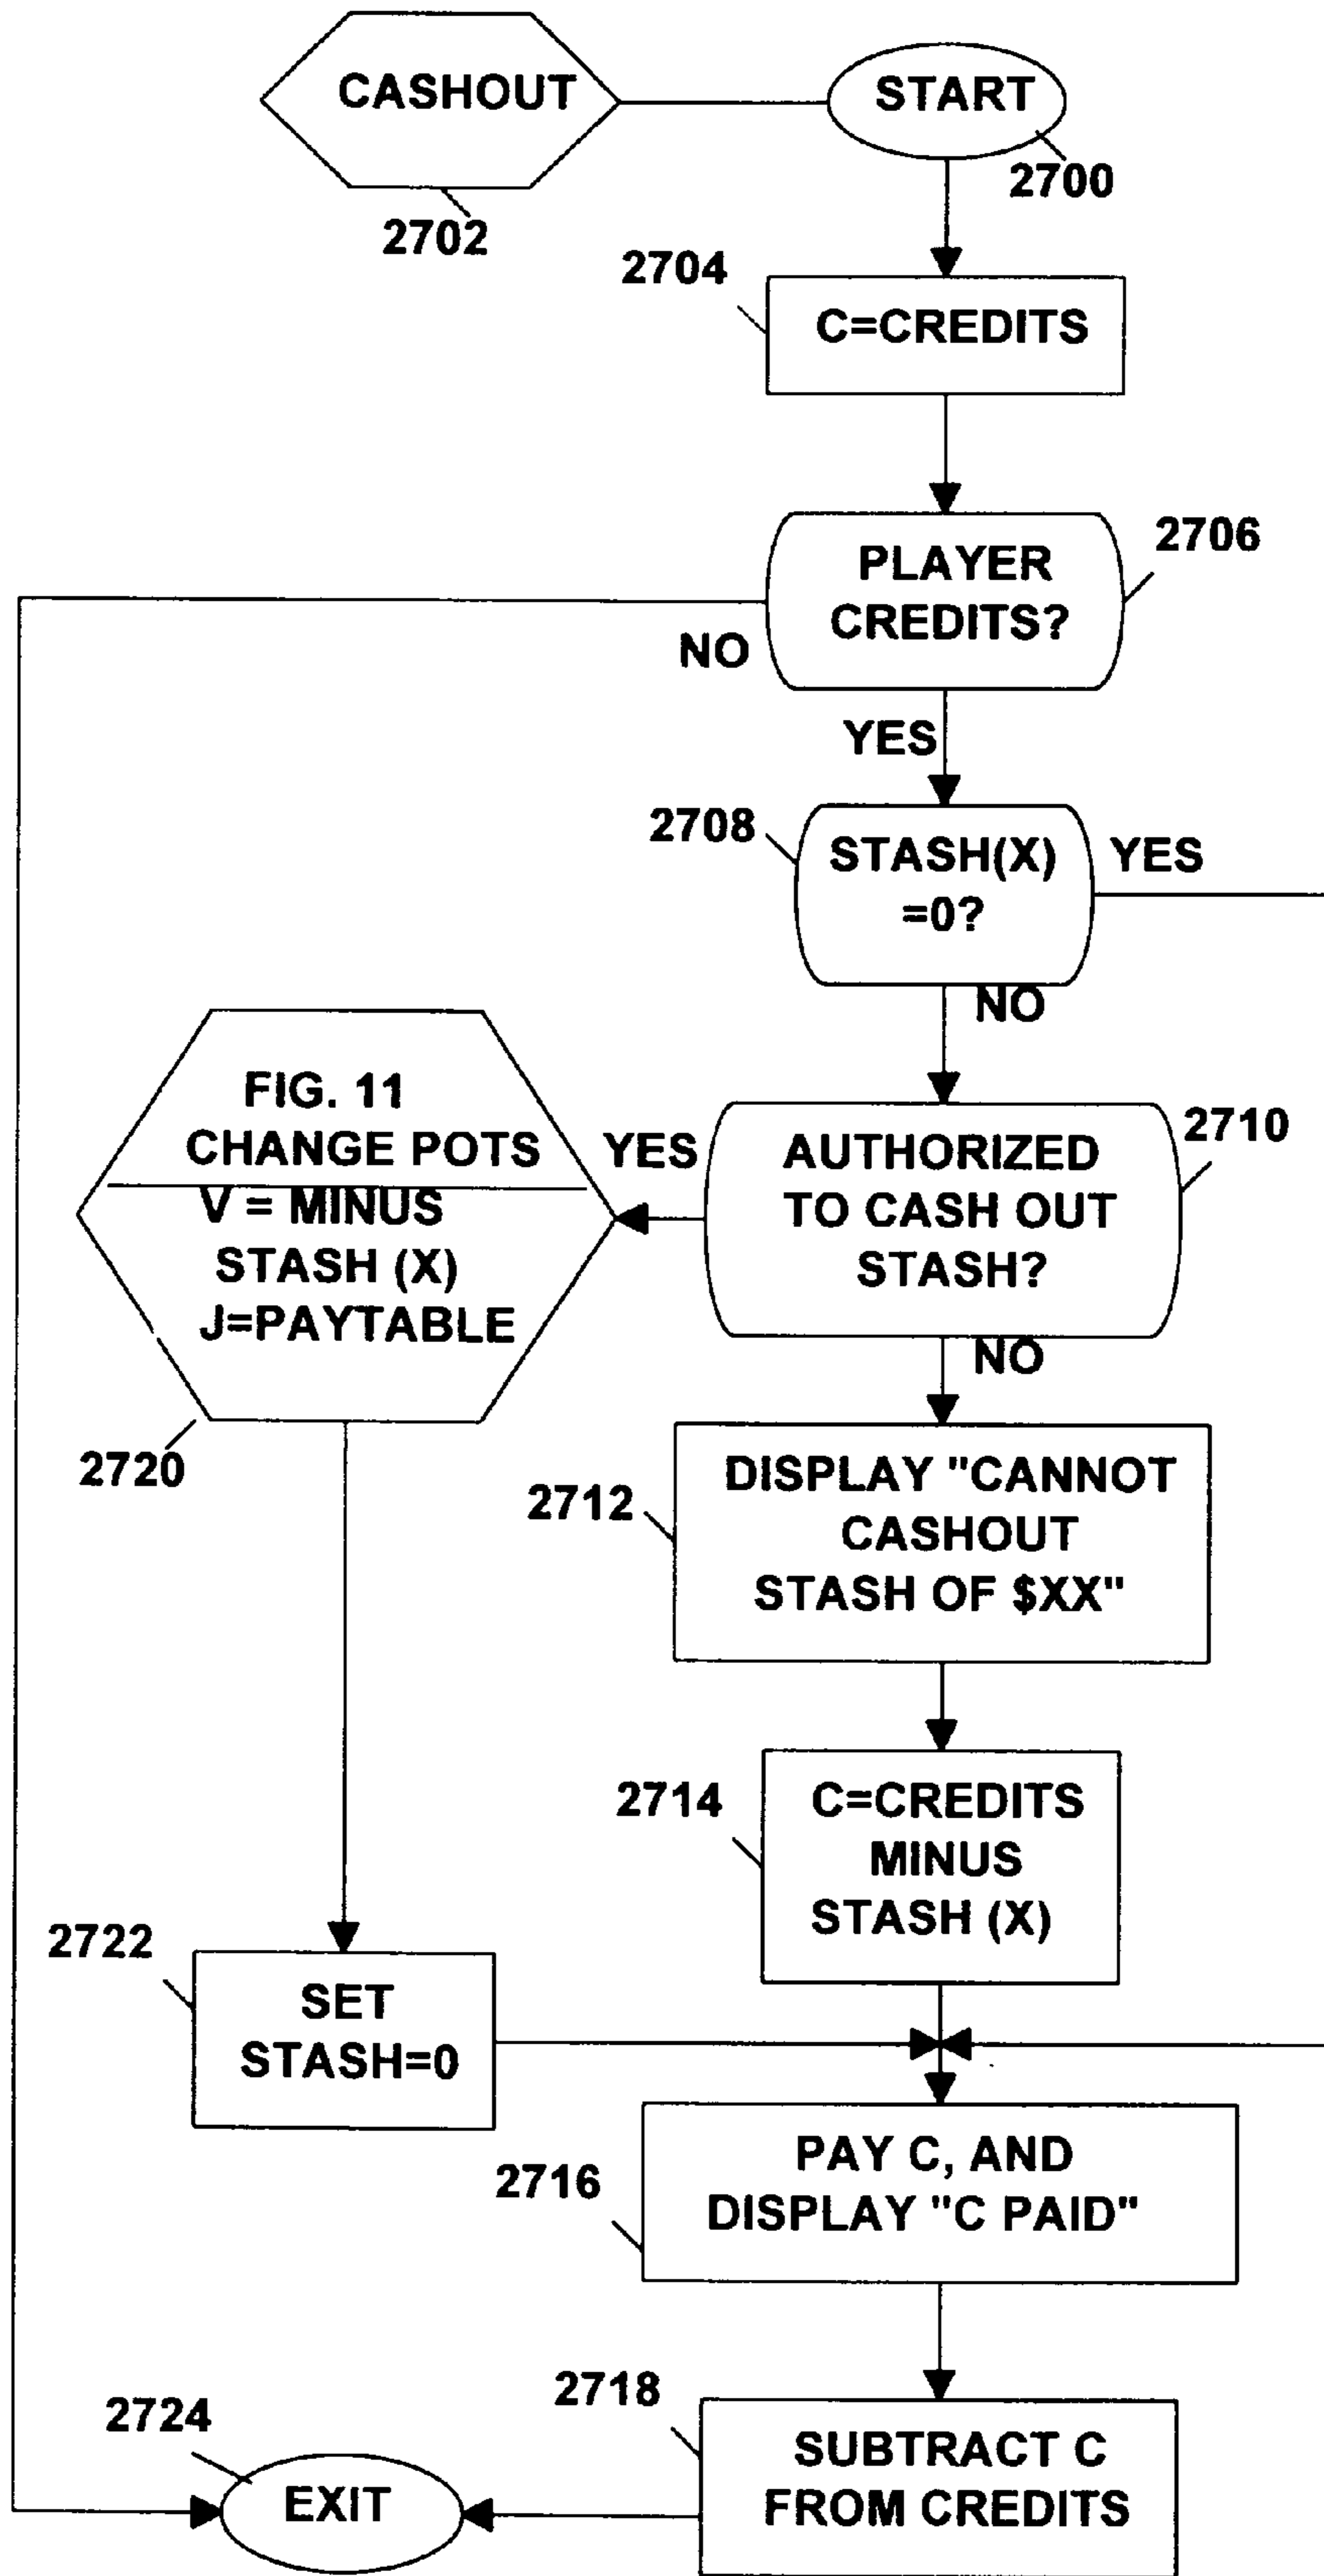 CASHOUT
START
2700
2702
2704
C=CREDITS
PLAYER
CREDITS?
2706
NO
YES
2708
STASH(X)
=0?
YES
NO
FIG. 11
CHANGE POTS
V = MINUS
STASH (X)
J=PAYTABLE
YES
AUTHORIZED
TO CASH OUT
STASH?
2710
NO
2720
2712
DISPLAY "CANNOT
CASHOUT
STASH OF $XX"
2714
C=CREDITS
MINUS
STASH (X)
2722
SET
STASH=0
2716
PAY C, AND
DISPLAY "C PAID"
2718
SUBTRACT C
FROM CREDITS
2724
EXIT